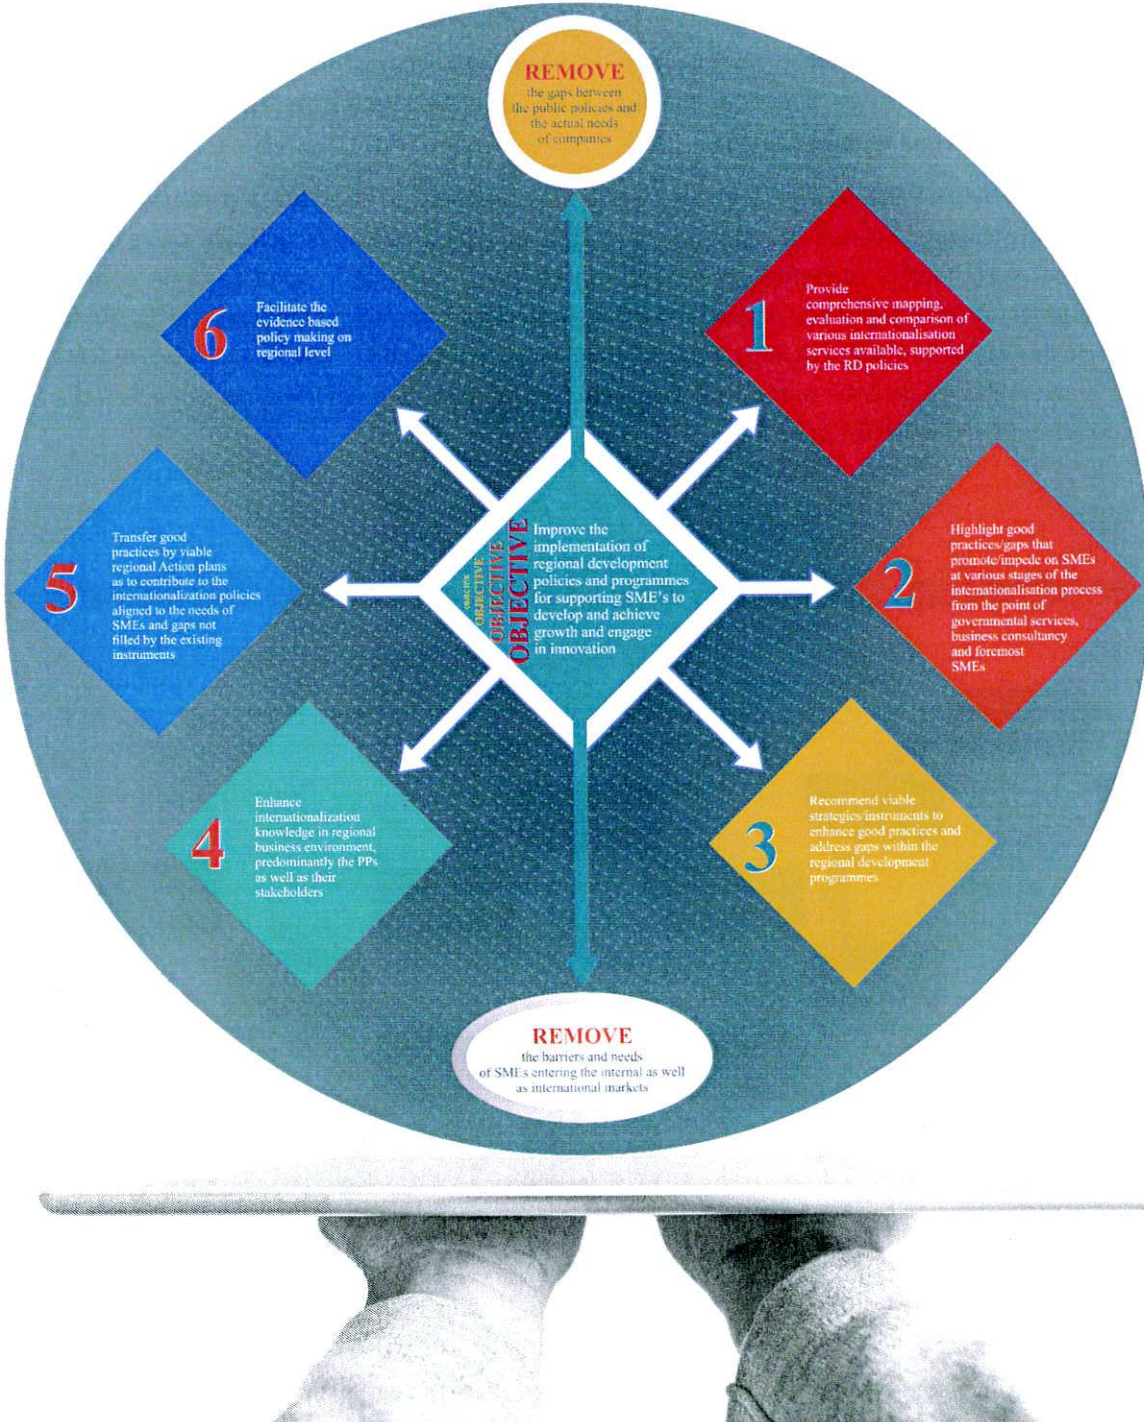 REMOVE
the gaps between
the public policies and
the actual needs
of companies
6
Facilitate the
evidence based
policy making on
regional level
1
Provide
comprehensive mapping,
evaluation and comparison of
various internationalisation
services available, supported
by the RD policies
5
Transfer good
practices by viable
regional Action plans
as to contribute to the
internationalization policies
aligned to the needs of
SMEs and gaps not
filled by the existing
instruments
OBJECTIVE
OBJECTIVE
OBJECTIVE
OBJECTIVE
Improve the
implementation of
regional development
policies and programmes
for supporting SME's to
develop and achieve
growth and engage
in innovation
2
Highlight good
practices/gaps that
promote/impede on SMEs
at various stages of the
internationalisation process
from the point of
governmental services,
business consultancy
and foremost
SMEs
4
Enhance
internationalization
knowledge in regional
business environment,
predominantly the PPs
as well as their
stakeholders
3
Recommend viable
strategies/instruments to
enhance good practices and
address gaps within the
regional development
programmes
REMOVE
the barriers and needs
of SMEs entering the internal as well
as international markets